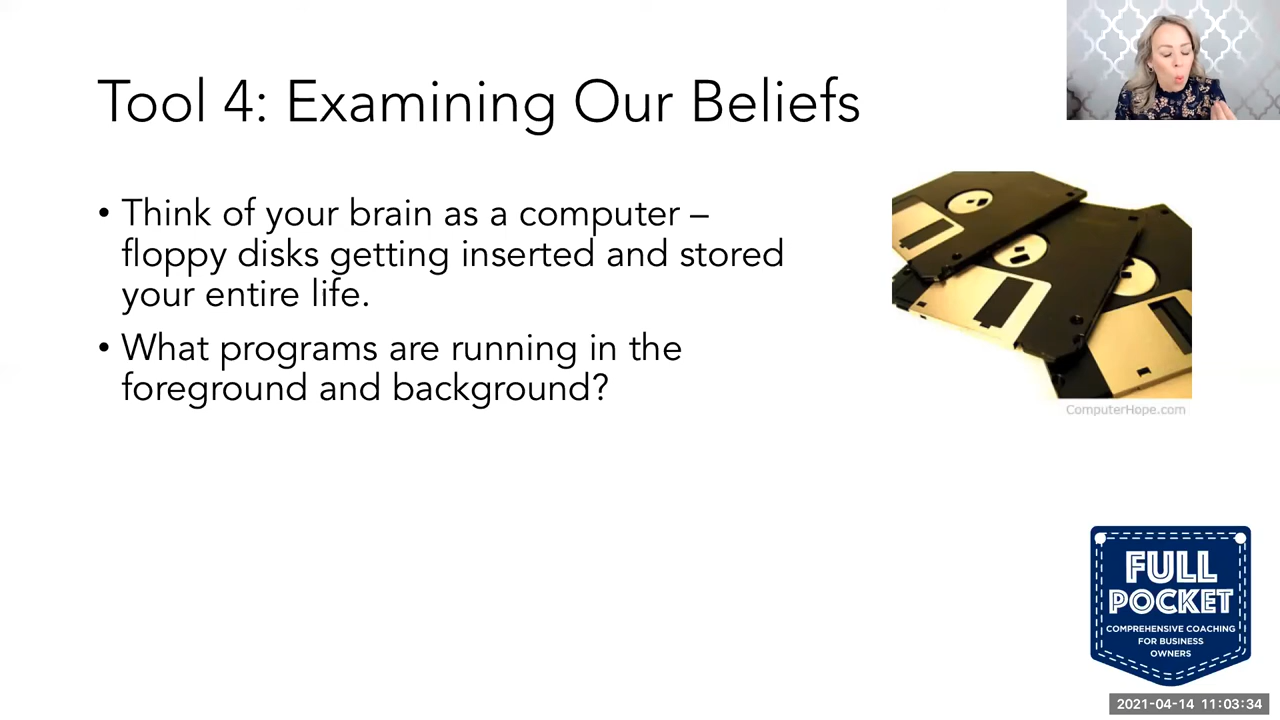 Tool 4: Examining Our Beliefs
• Think of your brain as a computer –
floppy disks getting inserted and stored
your entire life.
• What programs are running in the
foreground and background?
ComputerHope.com
FULL
POCKET
COMPREHENSIVE COACHING
FOR BUSINESS
OWNERS
2021-04-14 11:03:34